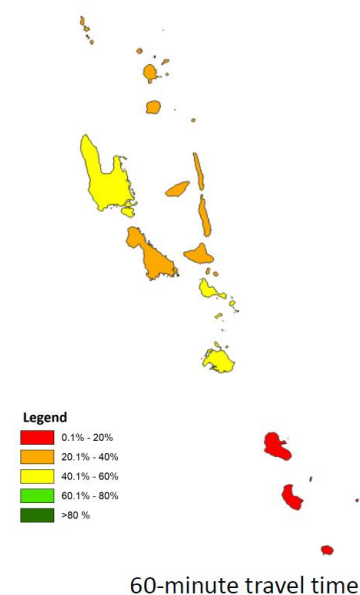 Legend
0.1% - 20%
20.1% - 40%
40.1% - 60%
60.1% - 80%
>80 %
60-minute travel time